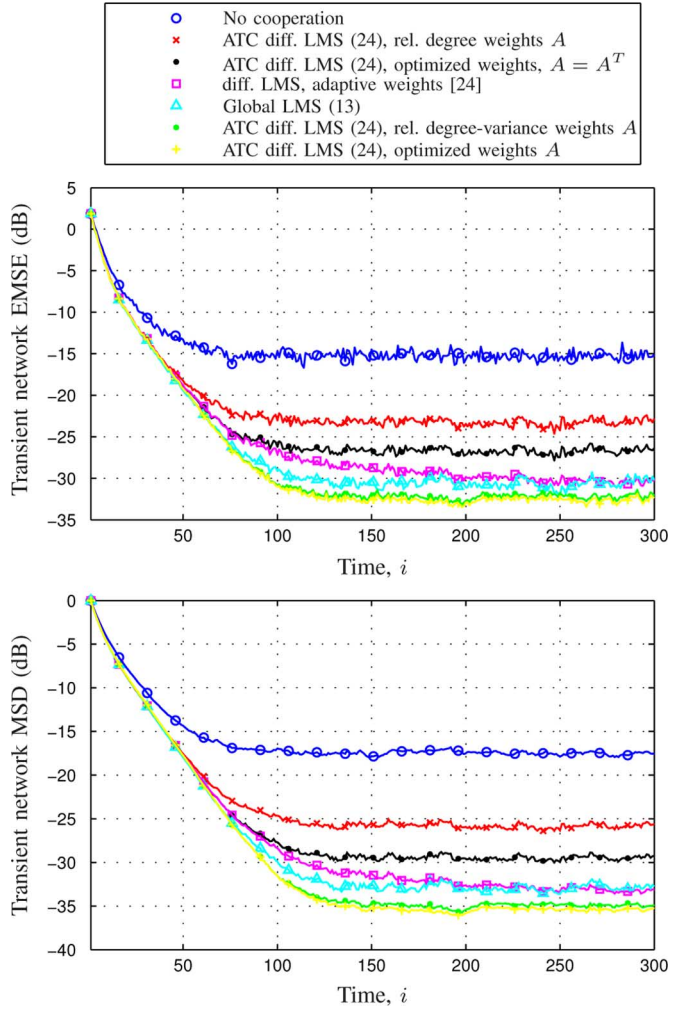 No cooperation
ATC diff. LMS (24), rel. degree weights A
ATC diff. LMS (24), optimized weights, A = A^T
diff. LMS, adaptive weights [24]
Global LMS (13)
ATC diff. LMS (24), rel. degree-variance weights A
ATC diff. LMS (24), optimized weights A
Transient network EMSE (dB)
5
0
−5
−10
−15
−20
−25
−30
−35
50 100 150 200 250 300
Time, i
Transient network MSD (dB)
0
−5
−10
−15
−20
−25
−30
−35
−40
50 100 150 200 250 300
Time, i